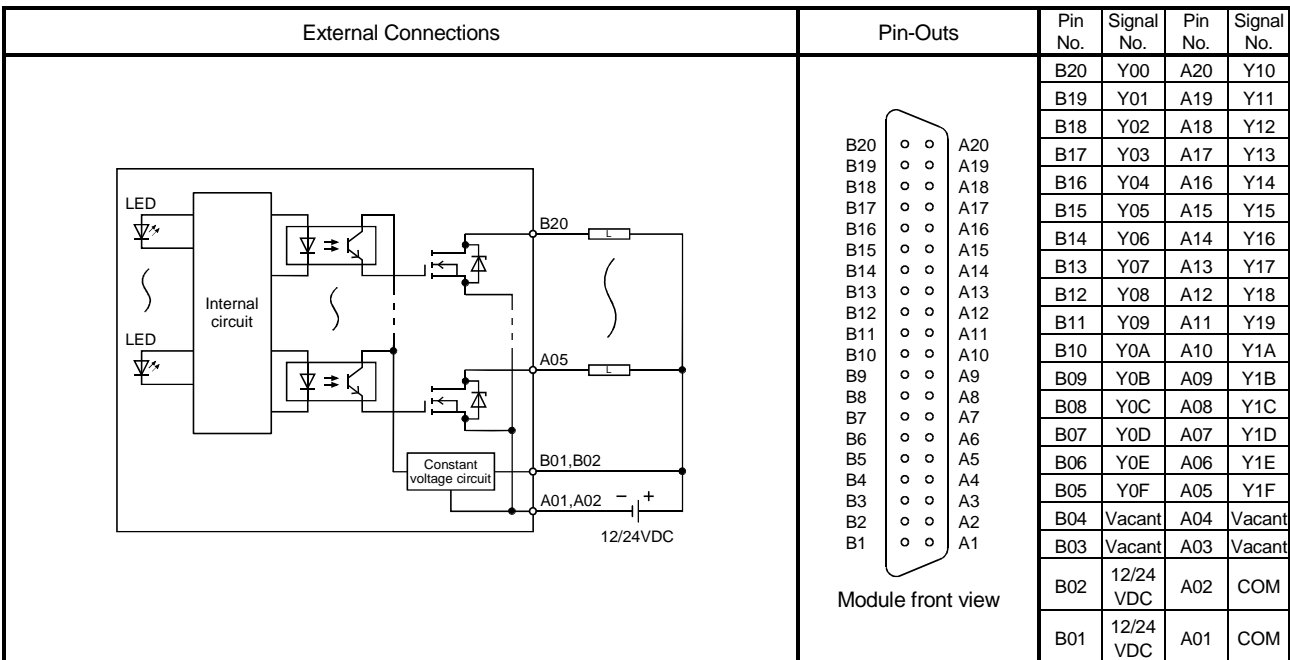 External Connections
Pin-Outs
Pin No. Signal No. Pin No. Signal No.
LED
LED
Internal
circuit
B20
L
A05
L
Constant
voltage circuit
B01,B02
A01,A02
− +
12/24VDC
B20 A20
B19 A19
B18 A18
B17 A17
B16 A16
B15 A15
B14 A14
B13 A13
B12 A12
B11 A11
B10 A10
B9 A9
B8 A8
B7 A7
B6 A6
B5 A5
B4 A4
B3 A3
B2 A2
B1 A1
Module front view
B20 Y00 A20 Y10
B19 Y01 A19 Y11
B18 Y02 A18 Y12
B17 Y03 A17 Y13
B16 Y04 A16 Y14
B15 Y05 A15 Y15
B14 Y06 A14 Y16
B13 Y07 A13 Y17
B12 Y08 A12 Y18
B11 Y09 A11 Y19
B10 Y0A A10 Y1A
B09 Y0B A09 Y1B
B08 Y0C A08 Y1C
B07 Y0D A07 Y1D
B06 Y0E A06 Y1E
B05 Y0F A05 Y1F
B04 Vacant A04 Vacant
B03 Vacant A03 Vacant
B02 12/24 VDC A02 COM
B01 12/24 VDC A01 COM